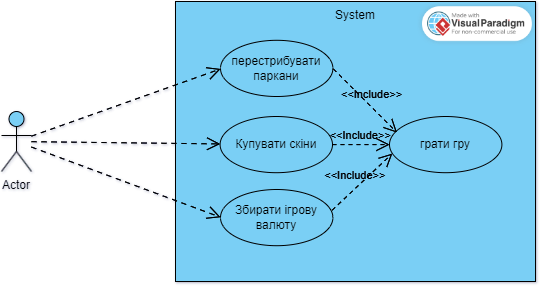 System
Made with
Visual Paradigm
For non-commercial use
перестрибувати
паркани
<<Include>>
Actor
Купувати скіни
<<Include>>
грати гру
<<Include>>
Збирати ігрову
валюту